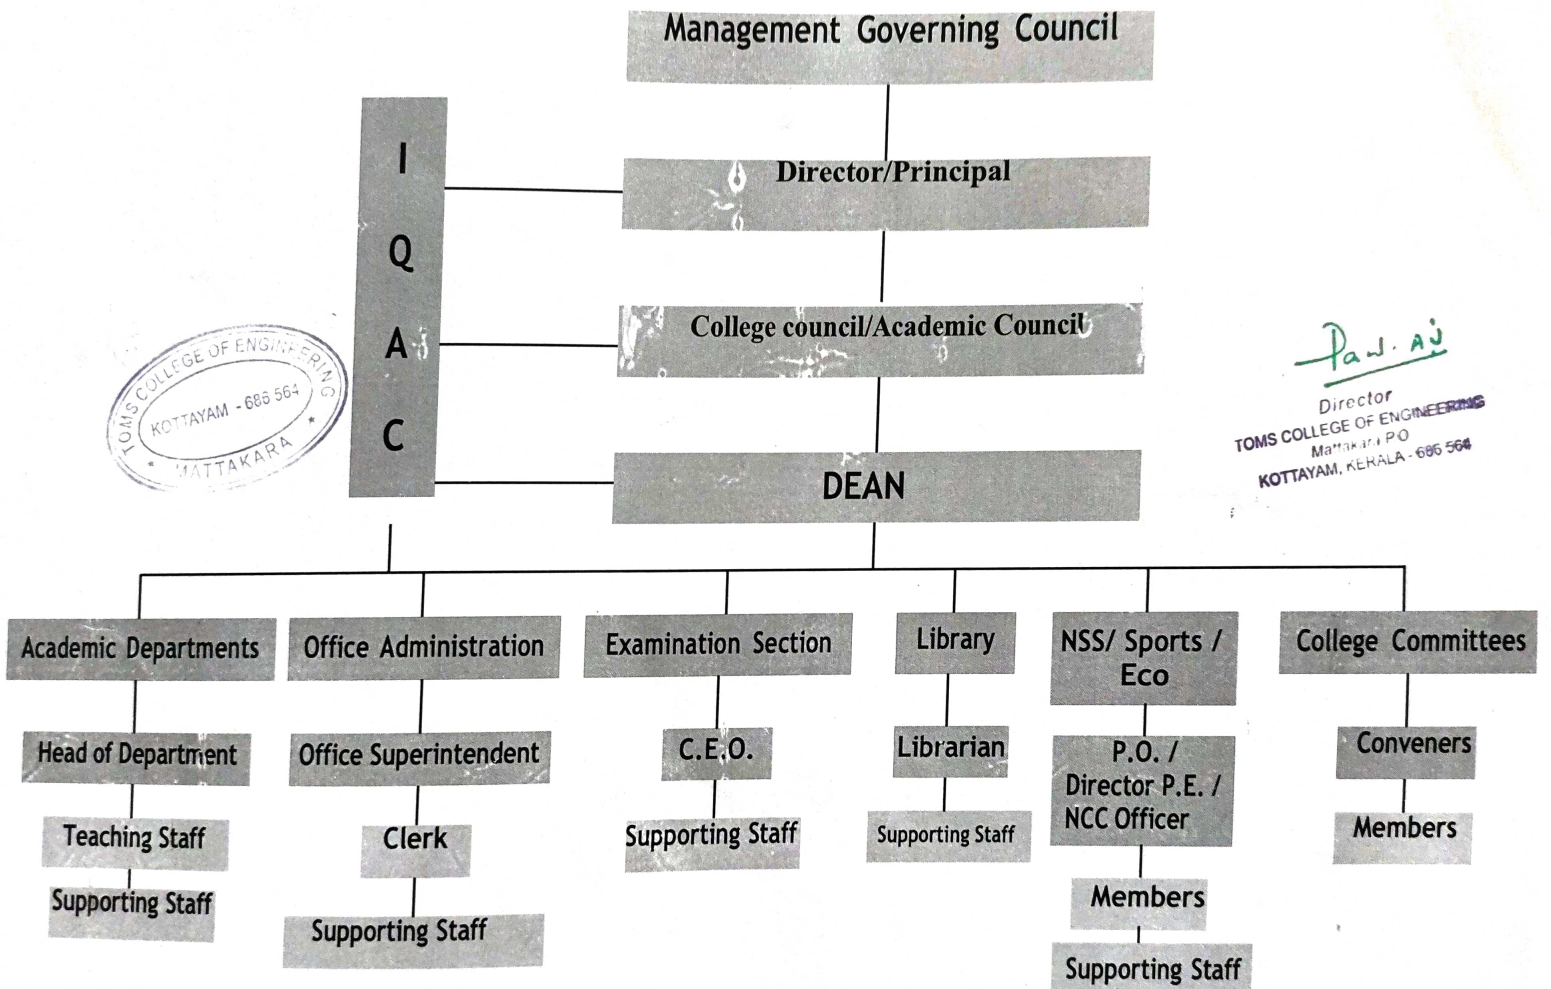 Management Governing Council
I
Q
A
C
Director/Principal
College council/Academic Council
DEAN
TOMS COLLEGE OF ENGINEERING
KOTTAYAM - 686 564
* MATTAKARA *
Director
TOMS COLLEGE OF ENGINEERING
Mattakara P O
KOTTAYAM, KERALA - 686 564
Academic Departments
Office Administration
Examination Section
Library
NSS/ Sports /
Eco
College Committees
Head of Department
Office Superintendent
C.E.O.
Librarian
P.O. /
Director P.E. /
NCC Officer
Conveners
Teaching Staff
Clerk
Supporting Staff
Supporting Staff
Members
Members
Supporting Staff
Supporting Staff
Supporting Staff